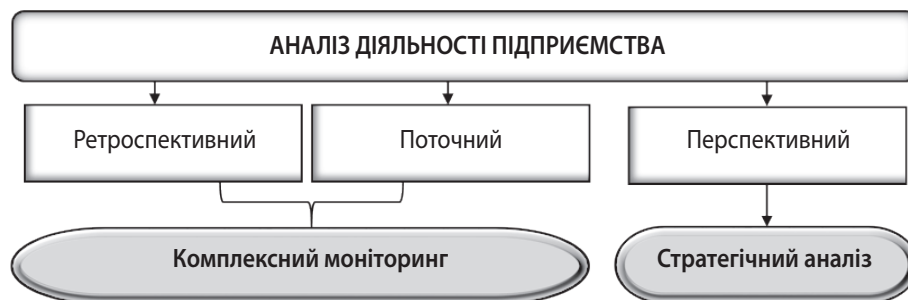 АНАЛІЗ ДІЯЛЬНОСТІ ПІДПРИЄМСТВА
Ретроспективний
Поточний
Перспективний
Комплексний моніторинг
Стратегічний аналіз